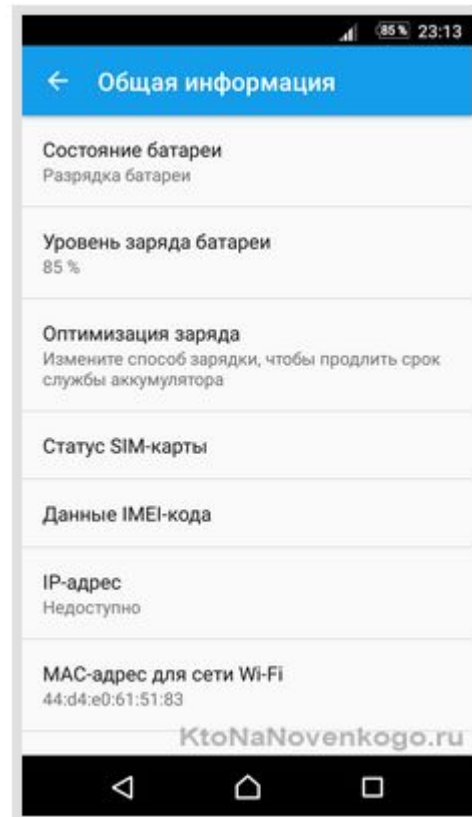 85 % 23:13
Общая информация
Состояние батареи
Разрядка батареи
Уровень заряда батареи
85 %
Оптимизация заряда
Измените способ зарядки, чтобы продлить срок
службы аккумулятора
Статус SIM-карты
Данные IMEI-кода
IP-адрес
Недоступно
MAC-адрес для сети Wi-Fi
44:d4:e0:61:51:83
KtoNaNovenkogo.ru